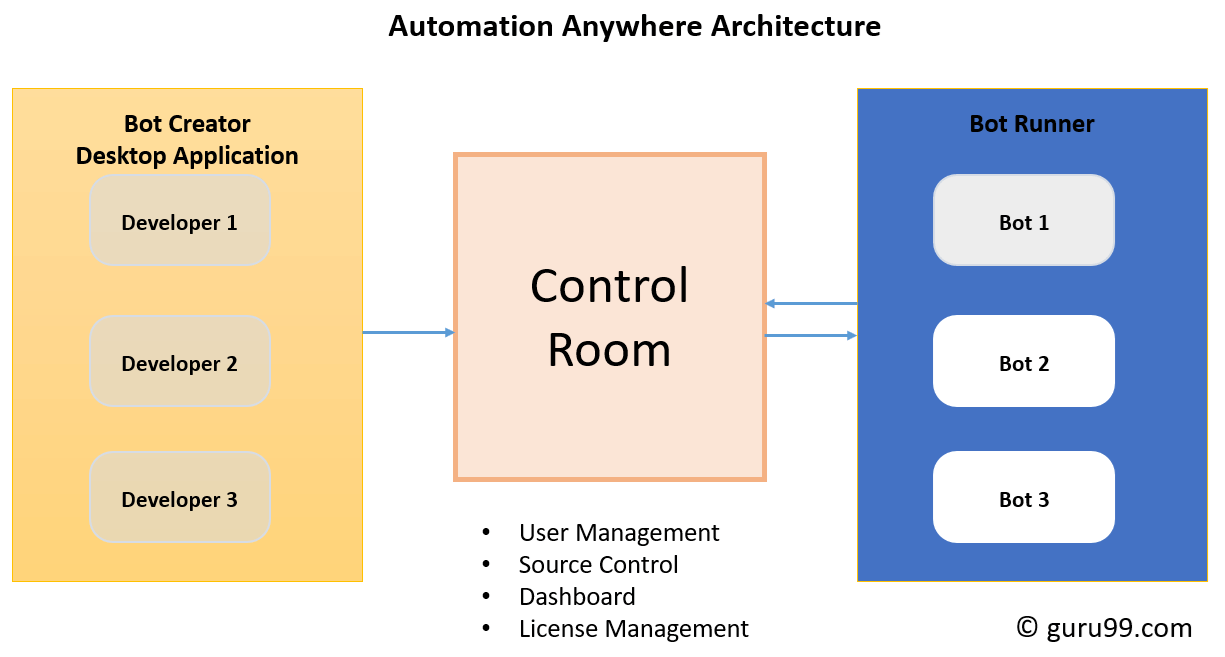 Automation Anywhere Architecture
Bot Creator
Desktop Application
Developer 1
Developer 2
Developer 3
Control
Room
• User Management
• Source Control
• Dashboard
• License Management
Bot Runner
Bot 1
Bot 2
Bot 3
© guru99.com